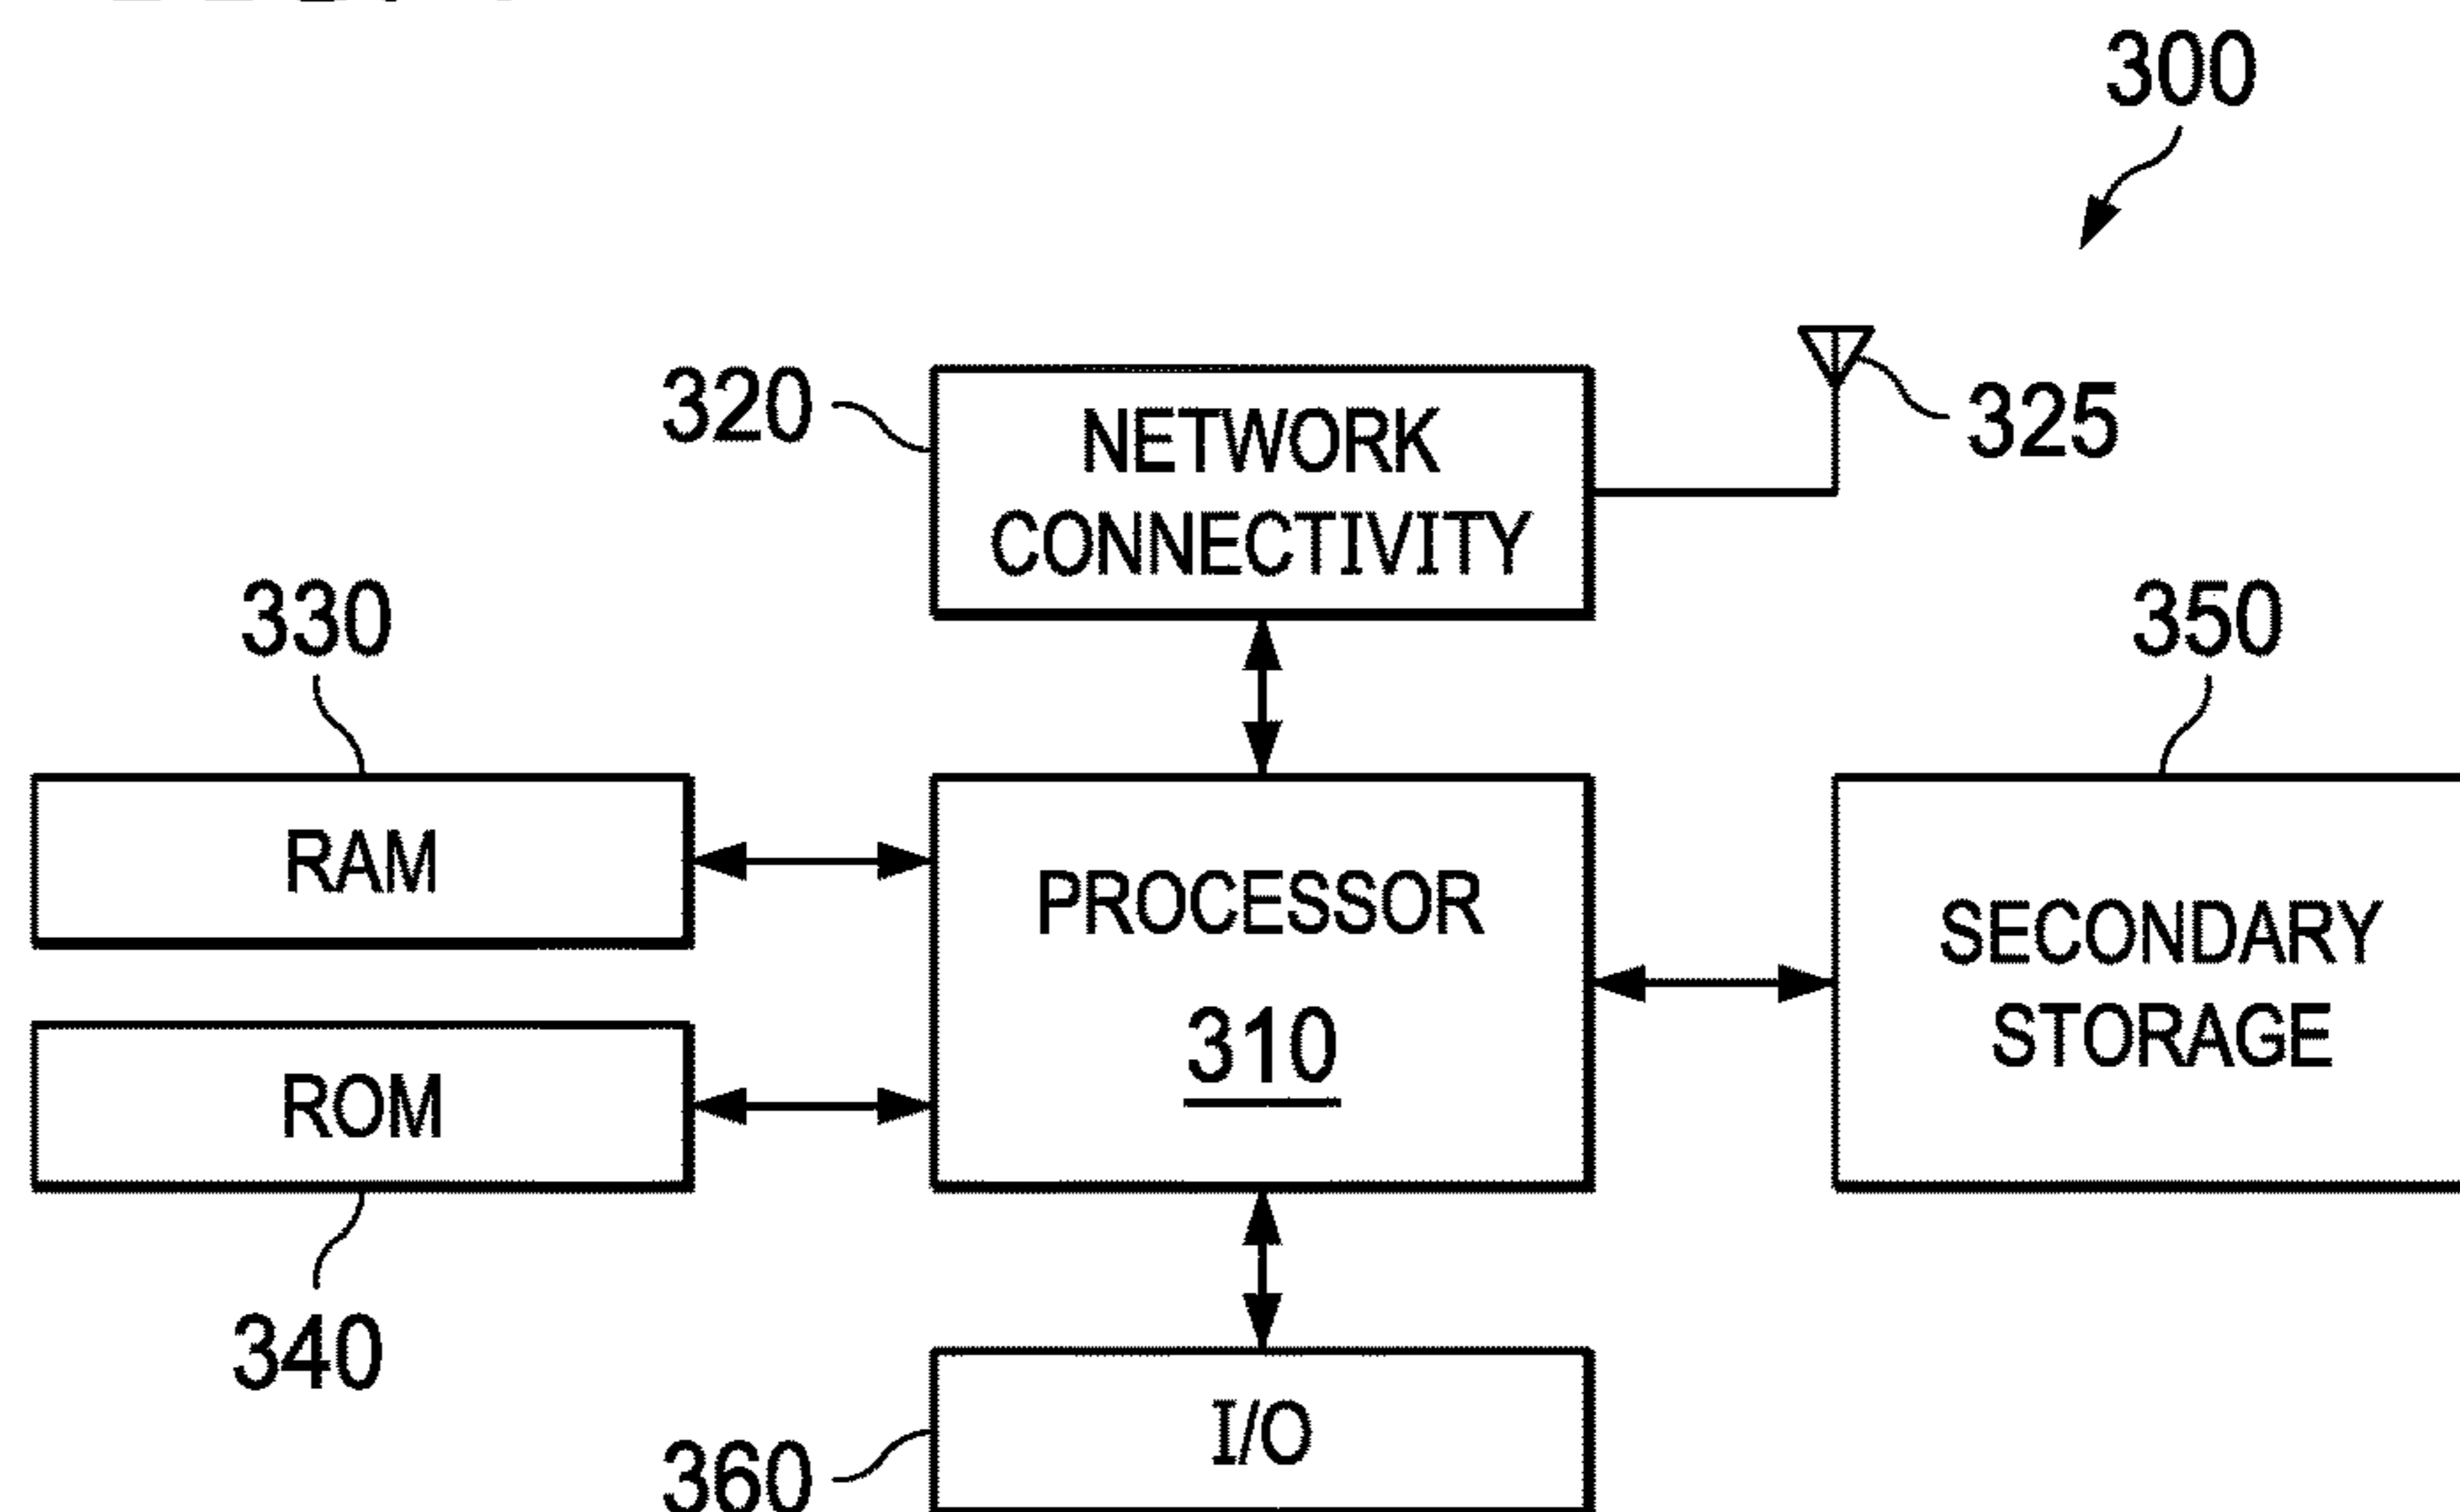 300
320
NETWORK
CONNECTIVITY
325
330
350
RAM
PROCESSOR
310
SECONDARY
STORAGE
ROM
340
I/O
360